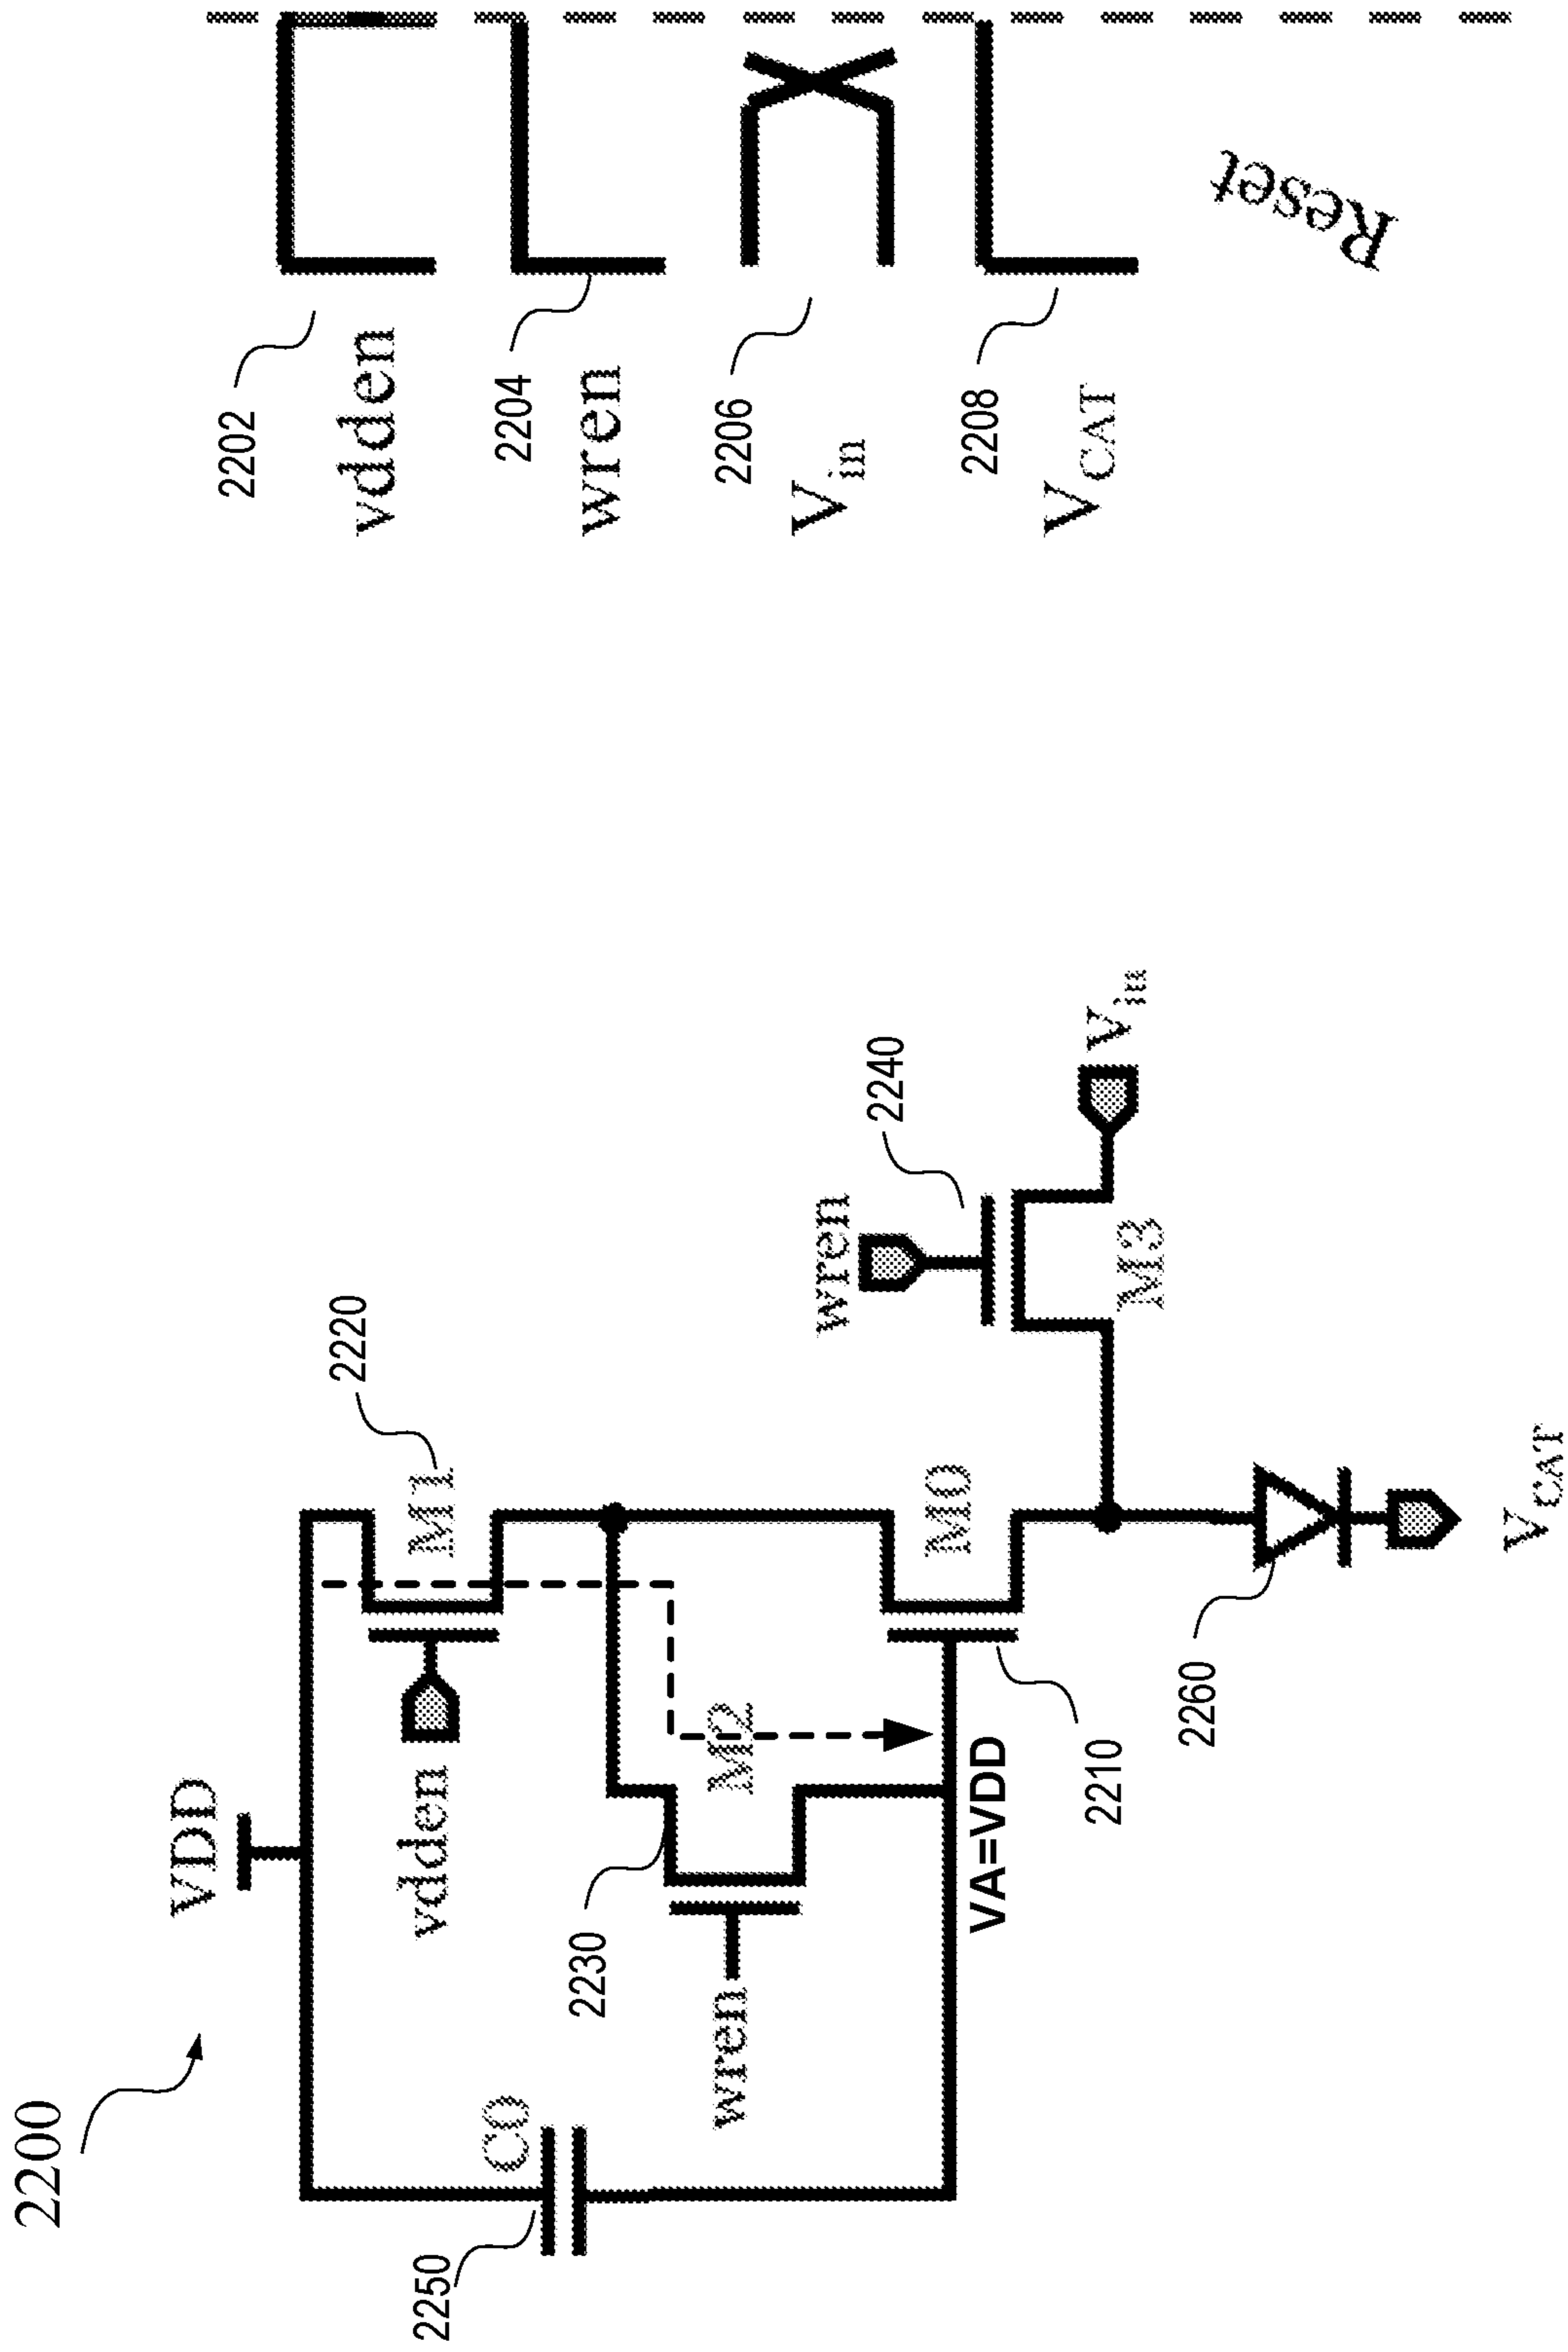 2200
VDD
2202
vdden
2204
wren
2206
Vin
2208
VCAT
Reset
2250
C0
vdden
M1
2220
2230
wren
M2
VA=VDD
2210
M0
wren
2240
M3
Vin
2260
VCAT